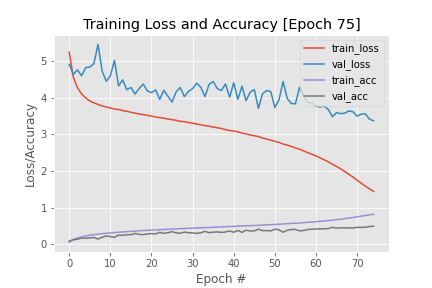 Training Loss and Accuracy [Epoch 75]
train_loss
val_loss
train_acc
val_acc
Loss/Accuracy
5
4
3
2
1
0
0 10 20 30 40 50 60 70
Epoch #